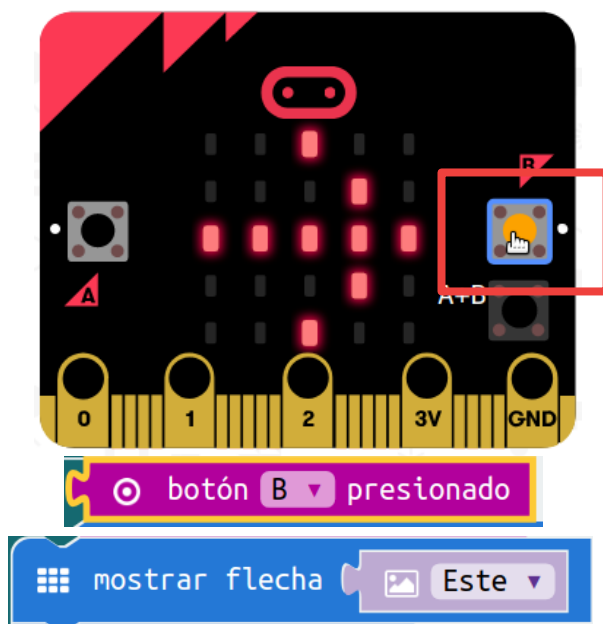 B
A
A+B
0 1 2 3V GND
botón B presionado
mostrar flecha Este